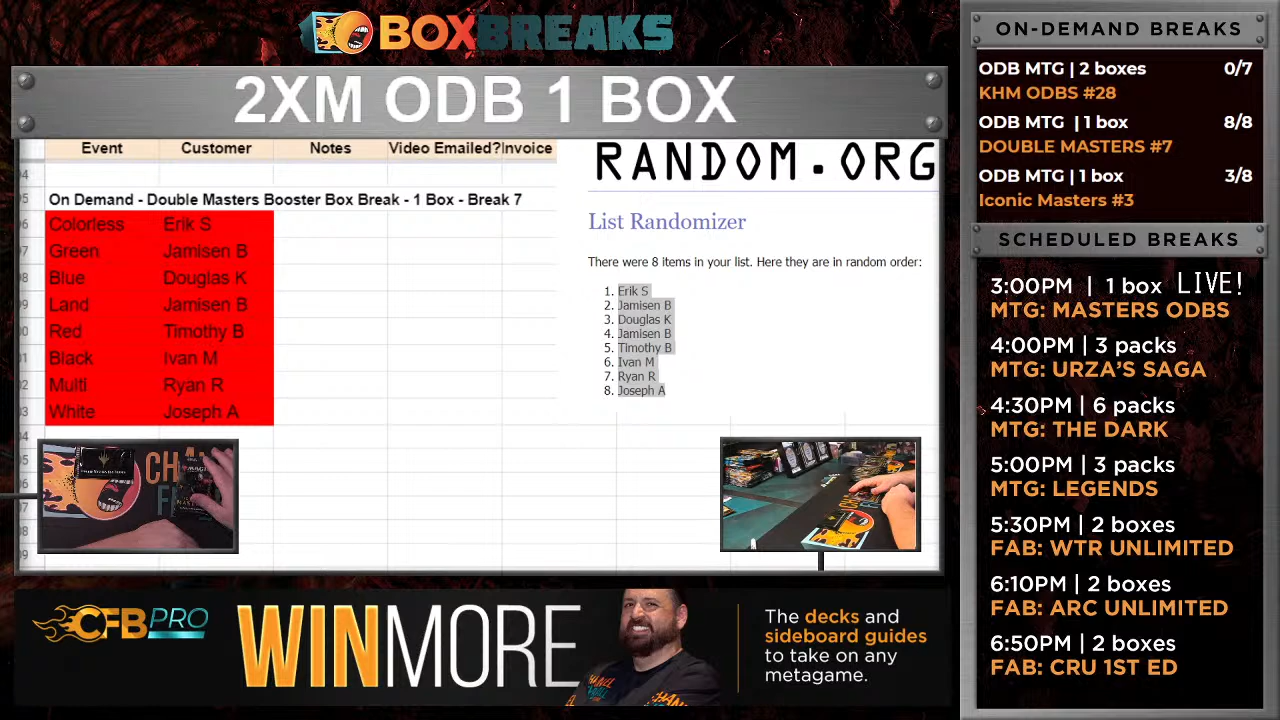 BOXBREAKS
2XM ODB 1 BOX
Event Customer Notes Video Emailed? Invoice
On Demand - Double Masters Booster Box Break - 1 Box - Break 7
Colorless Erik S
Green Jamisen B
Blue Douglas K
Land Jamisen B
Red Timothy B
Black Ivan M
Multi Ryan R
White Joseph A
RANDOM.ORG
List Randomizer
There were 8 items in your list. Here they are in random order:
1. Erik S
2. Jamisen B
3. Douglas K
4. Jamisen B
5. Timothy B
6. Ivan M
7. Ryan R
8. Joseph A
CFB PRO
WINMORE
The decks and
sideboard guides
to take on any
metagame.
ON-DEMAND BREAKS
ODB MTG | 2 boxes 0/7
KHM ODBS #28
ODB MTG | 1 box 8/8
DOUBLE MASTERS #7
ODB MTG | 1 box 3/8
Iconic Masters #3
SCHEDULED BREAKS
3:00PM | 1 box LIVE!
MTG: MASTERS ODBS
4:00PM | 3 packs
MTG: URZA'S SAGA
4:30PM | 6 packs
MTG: THE DARK
5:00PM | 3 packs
MTG: LEGENDS
5:30PM | 2 boxes
FAB: WTR UNLIMITED
6:10PM | 2 boxes
FAB: ARC UNLIMITED
6:50PM | 2 boxes
FAB: CRU 1ST ED